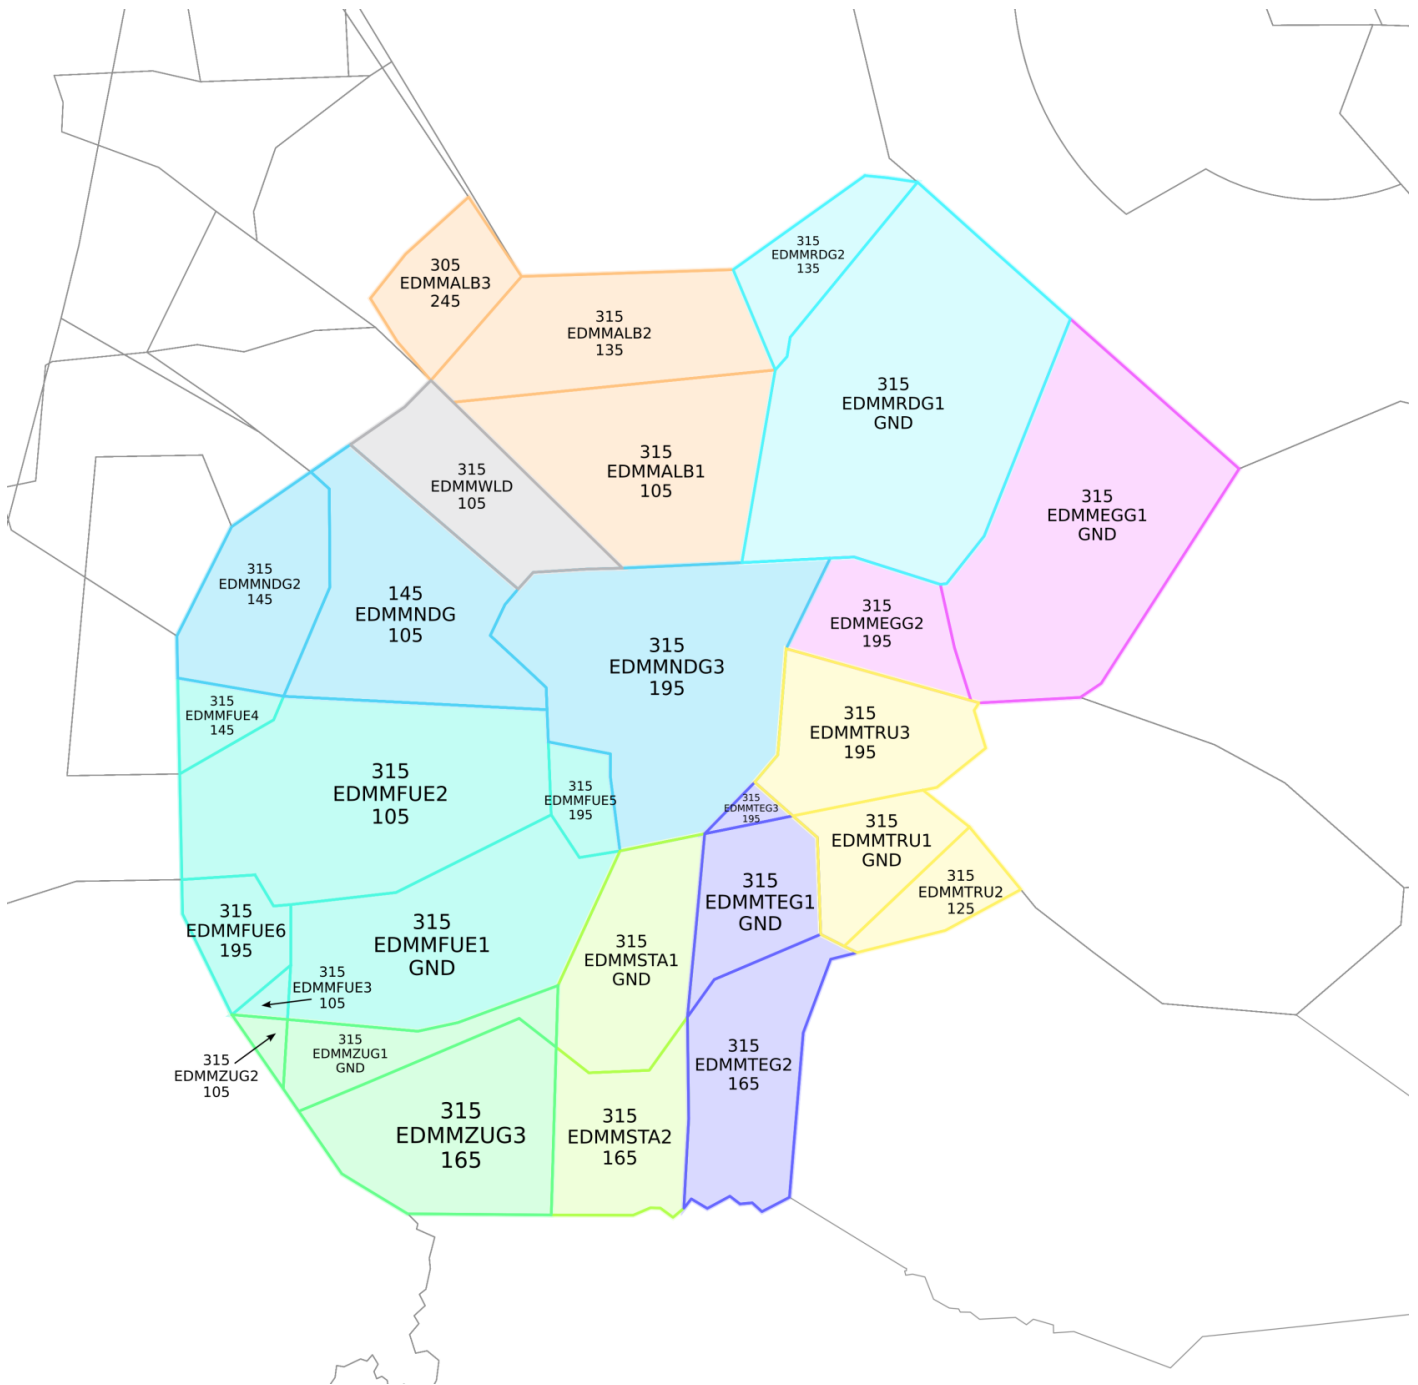 315
EDMMRDG2
135
305
EDMMALB3
245
315
EDMMALB2
135
315
EDMMRDG1
GND
315
EDMMALB1
105
315
EDMMWLD
105
315
EDMMEGG1
GND
315
EDMMNDG2
145
145
EDMMNDG
105
315
EDMMEGG2
195
315
EDMMNDG3
195
315
EDMMFUE4
145
315
EDMMTRU3
195
315
EDMMFUE2
105
315
EDMMFUE5
195
315
EDMMTEG3
195
315
EDMMTRU1
GND
315
EDMMTRU2
125
315
EDMMTEG1
GND
315
EDMMFUE6
195
315
EDMMFUE1
GND
315
EDMMSTA1
GND
315
EDMMFUE3
105
315
EDMMZUG1
GND
315
EDMMZUG2
105
315
EDMMTEG2
165
315
EDMMZUG3
165
315
EDMMSTA2
165